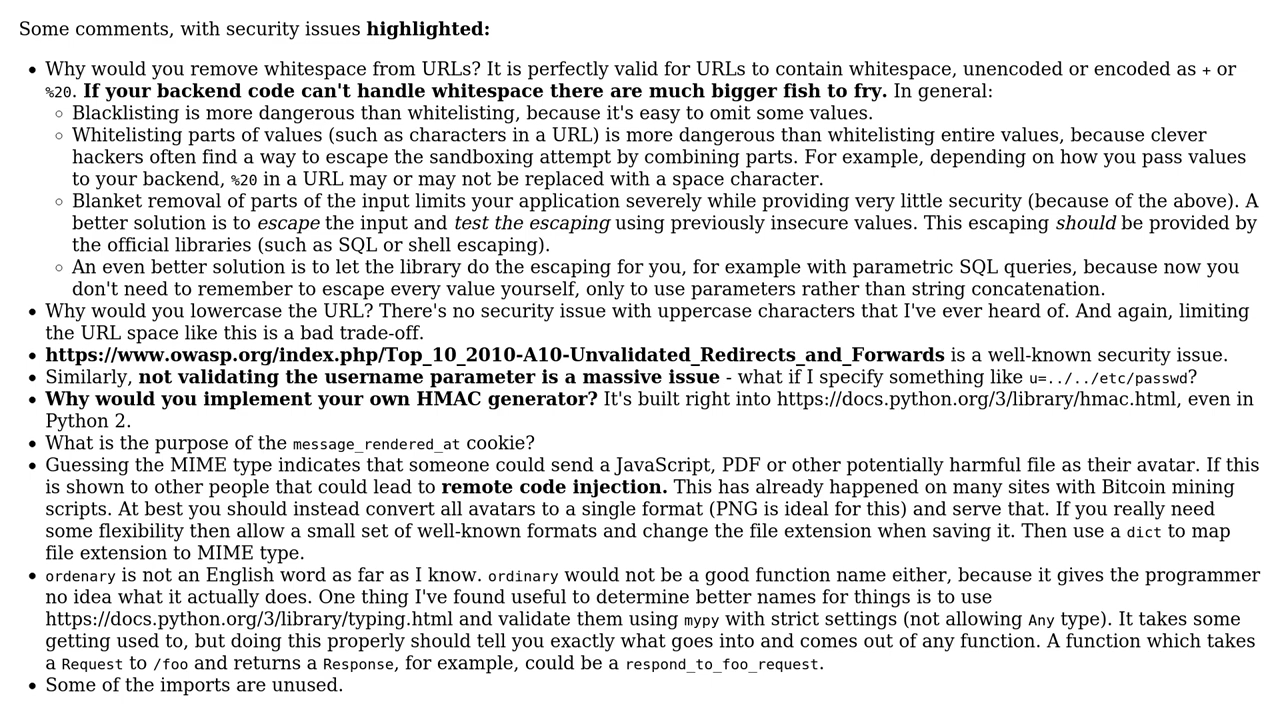 Some comments, with security issues highlighted:
• Why would you remove whitespace from URLs? It is perfectly valid for URLs to contain whitespace, unencoded or encoded as + or
%20. If your backend code can't handle whitespace there are much bigger fish to fry. In general:
◦ Blacklisting is more dangerous than whitelisting, because it's easy to omit some values.
◦ Whitelisting parts of values (such as characters in a URL) is more dangerous than whitelisting entire values, because clever
hackers often find a way to escape the sandboxing attempt by combining parts. For example, depending on how you pass values
to your backend, %20 in a URL may or may not be replaced with a space character.
◦ Blanket removal of parts of the input limits your application severely while providing very little security (because of the above). A
better solution is to escape the input and test the escaping using previously insecure values. This escaping should be provided by
the official libraries (such as SQL or shell escaping).
◦ An even better solution is to let the library do the escaping for you, for example with parametric SQL queries, because now you
don't need to remember to escape every value yourself, only to use parameters rather than string concatenation.
• Why would you lowercase the URL? There's no security issue with uppercase characters that I've ever heard of. And again, limiting
the URL space like this is a bad trade-off.
• https://www.owasp.org/index.php/Top_10_2010-A10-Unvalidated_Redirects_and_Forwards is a well-known security issue.
• Similarly, not validating the username parameter is a massive issue - what if I specify something like u=../../etc/passwd?
• Why would you implement your own HMAC generator? It's built right into https://docs.python.org/3/library/hmac.html, even in
Python 2.
• What is the purpose of the message_rendered_at cookie?
• Guessing the MIME type indicates that someone could send a JavaScript, PDF or other potentially harmful file as their avatar. If this
is shown to other people that could lead to remote code injection. This has already happened on many sites with Bitcoin mining
scripts. At best you should instead convert all avatars to a single format (PNG is ideal for this) and serve that. If you really need
some flexibility then allow a small set of well-known formats and change the file extension when saving it. Then use a dict to map
file extension to MIME type.
• ordenary is not an English word as far as I know. ordinary would not be a good function name either, because it gives the programmer
no idea what it actually does. One thing I've found useful to determine better names for things is to use
https://docs.python.org/3/library/typing.html and validate them using mypy with strict settings (not allowing Any type). It takes some
getting used to, but doing this properly should tell you exactly what goes into and comes out of any function. A function which takes
a Request to /foo and returns a Response, for example, could be a respond_to_foo_request.
• Some of the imports are unused.